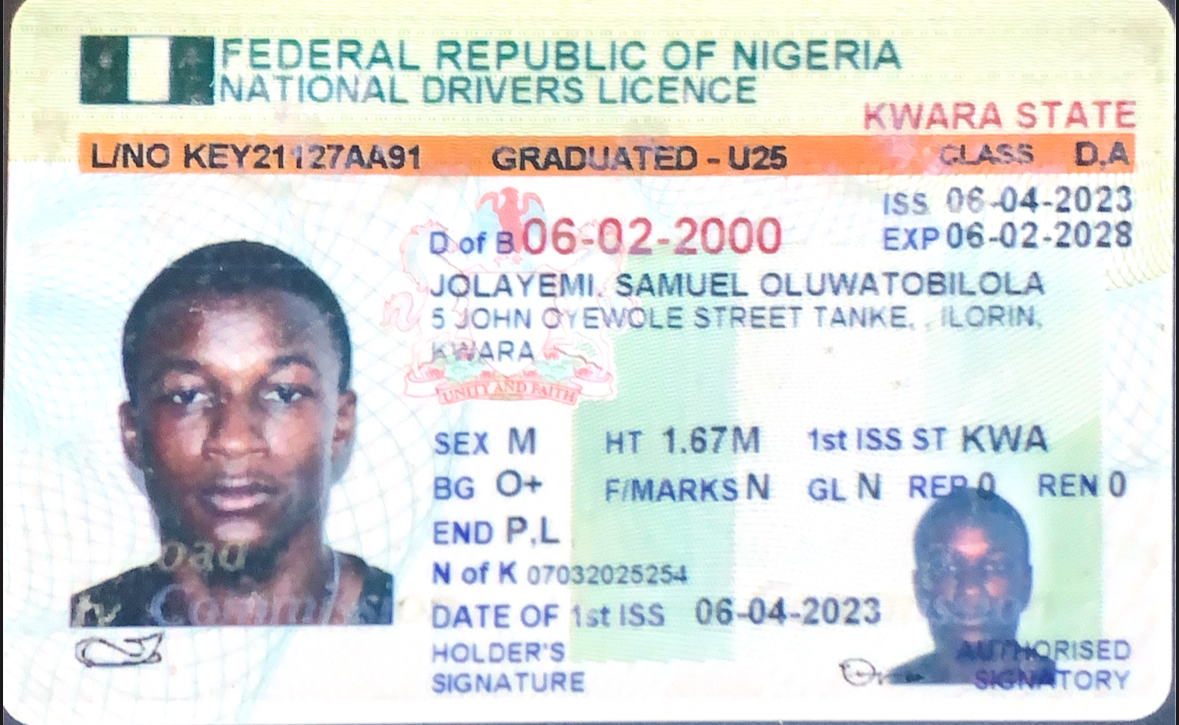 FEDERAL REPUBLIC OF NIGERIA
NATIONAL DRIVERS LICENCE
KWARA STATE
L/NO KEY21127AA91 GRADUATED - U25 CLASS D.A
ISS 06-04-2023
D of B 06-02-2000 EXP 06-02-2028
JOLAYEMI, SAMUEL OLUWATOBILOLA
5 JOHN OYEWOLE STREET TANKE, , ILORIN,
KWARA
UNITY AND FAITH
SEX M HT 1.67M 1st ISS ST KWA
BG O+ F/MARKS N GL N REP 0 REN 0
END P,L
N of K 07032025254
DATE OF 1st ISS 06-04-2023
HOLDER'S
SIGNATURE
AUTHORISED
SIGNATORY
Commission